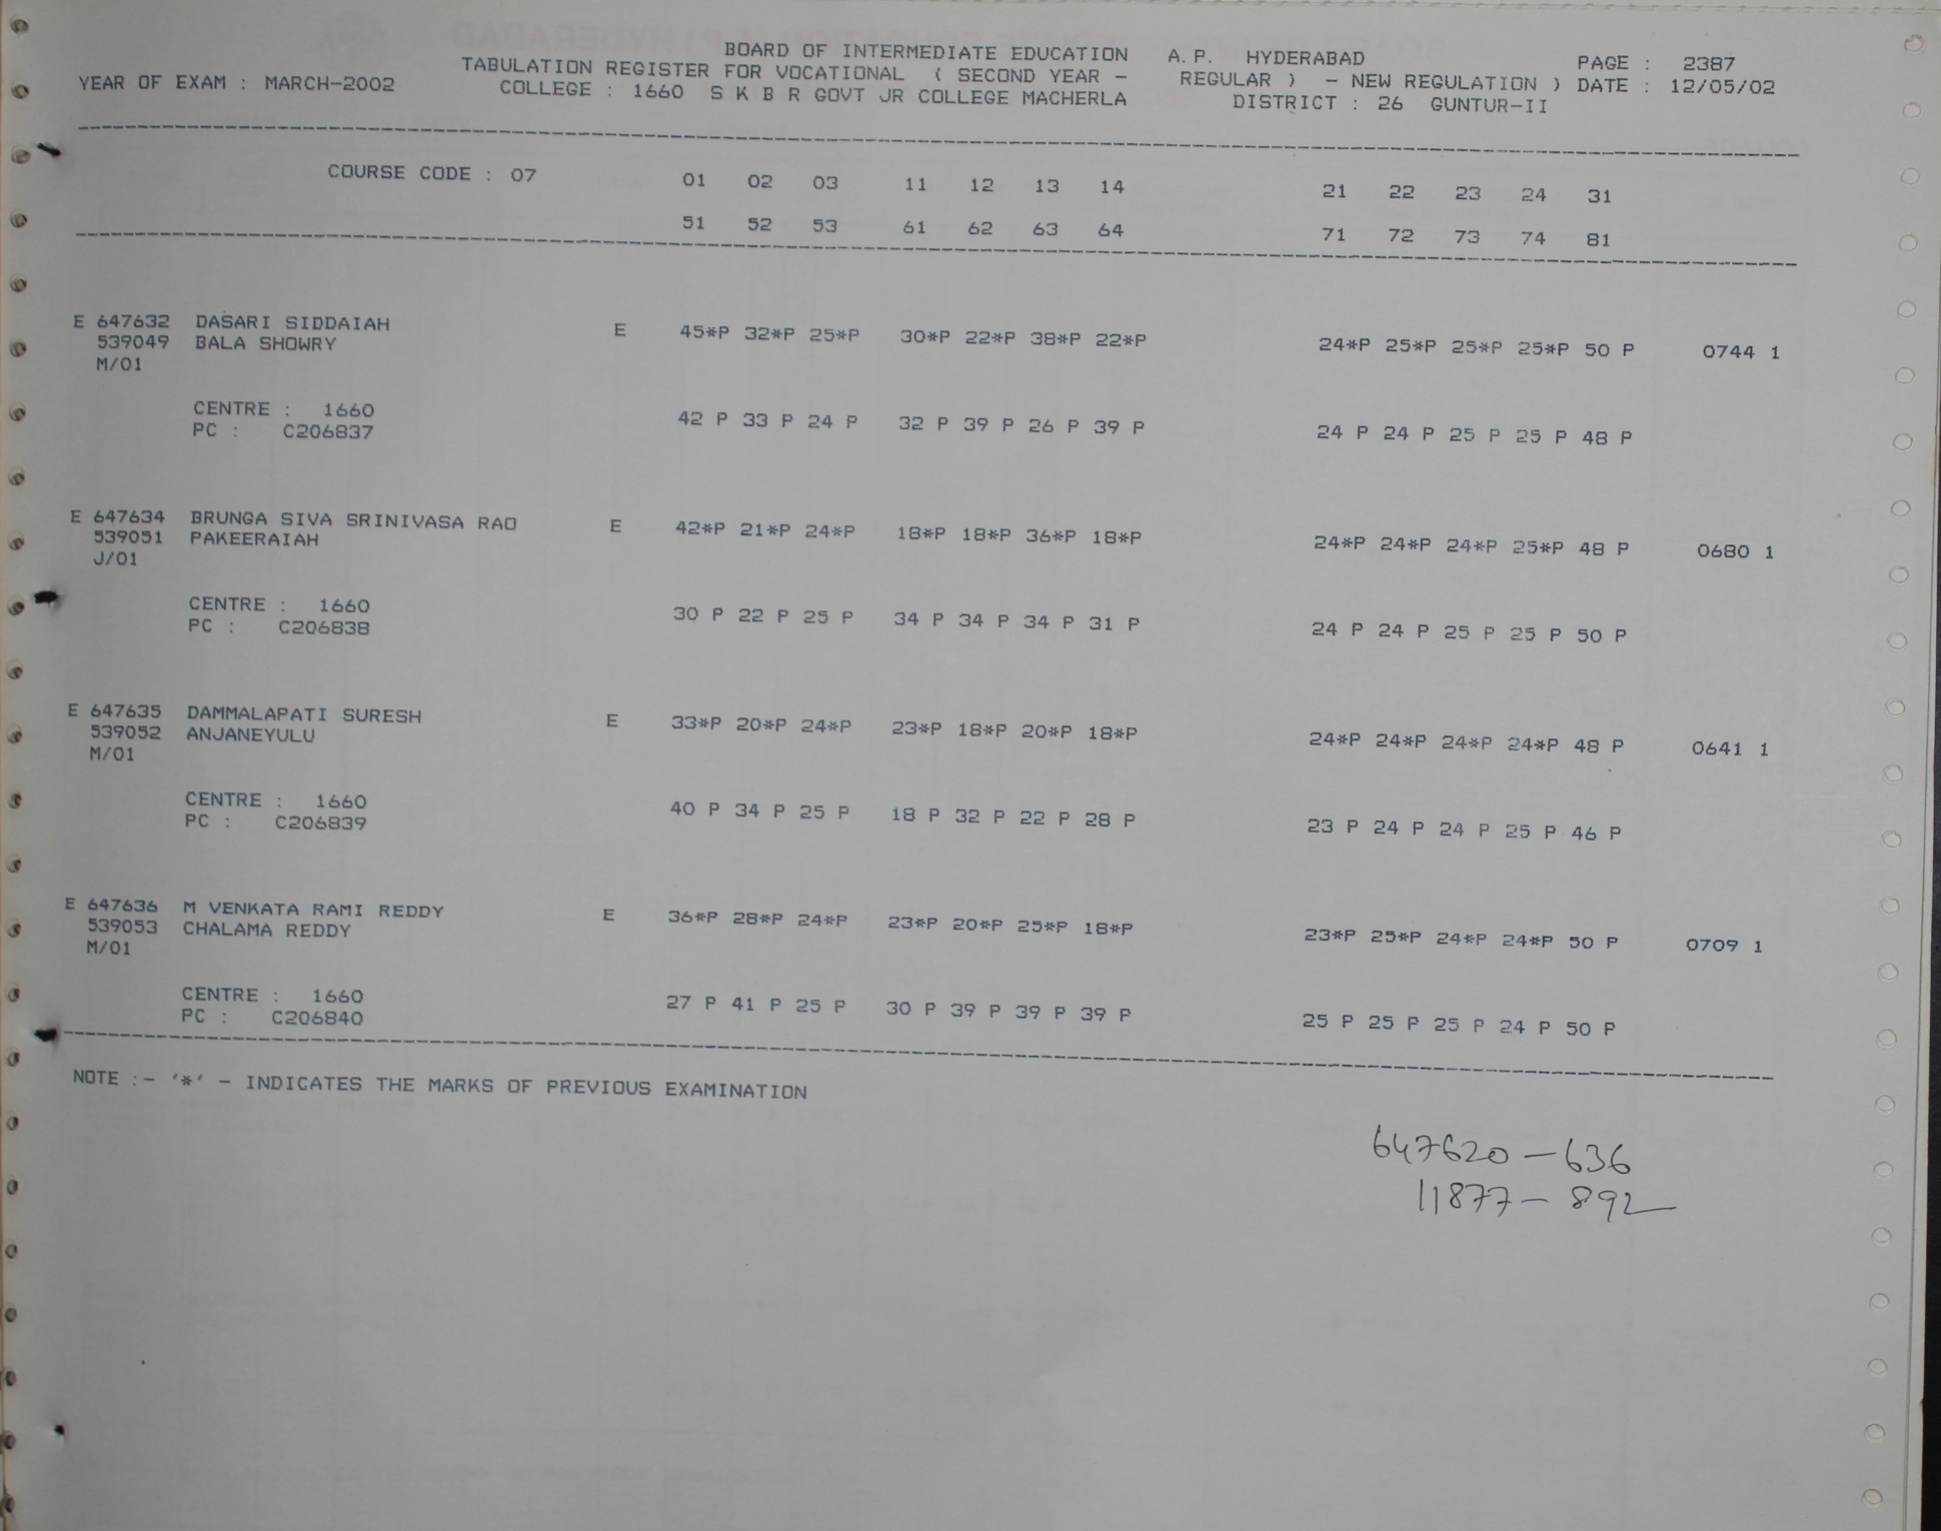 BOARD OF INTERMEDIATE EDUCATION A.P. HYDERABAD PAGE : 2387
YEAR OF EXAM : MARCH-2002 TABULATION REGISTER FOR VOCATIONAL ( SECOND YEAR - REGULAR ) - NEW REGULATION ) DATE : 12/05/02
COLLEGE : 1660 S K B R GOVT JR COLLEGE MACHERLA DISTRICT : 26 GUNTUR-II
COURSE CODE : 07 01 02 03 11 12 13 14 21 22 23 24 31
51 52 53 61 62 63 64 71 72 73 74 81
E 647632 DASARI SIDDAIAH E 45*P 32*P 25*P 30*P 22*P 38*P 22*P 24*P 25*P 25*P 25*P 50 P 0744 1
539049 BALA SHOWRY
M/01
CENTRE : 1660 42 P 33 P 24 P 32 P 39 P 26 P 39 P 24 P 24 P 25 P 25 P 48 P
PC : C206837
E 647634 BRUNGA SIVA SRINIVASA RAO E 42*P 21*P 24*P 18*P 18*P 36*P 18*P 24*P 24*P 24*P 25*P 48 P 0680 1
539051 PAKEERAIAH
J/01
CENTRE : 1660 30 P 22 P 25 P 34 P 34 P 34 P 31 P 24 P 24 P 25 P 25 P 50 P
PC : C206838
E 647635 DAMMALAPATI SURESH E 33*P 20*P 24*P 23*P 18*P 20*P 18*P 24*P 24*P 24*P 24*P 48 P 0641 1
539052 ANJANEYULU
M/01
CENTRE : 1660 40 P 34 P 25 P 18 P 32 P 22 P 28 P 23 P 24 P 24 P 25 P 46 P
PC : C206839
E 647636 M VENKATA RAMI REDDY E 36*P 28*P 24*P 23*P 20*P 25*P 18*P 23*P 25*P 24*P 24*P 50 P 0709 1
539053 CHALAMA REDDY
M/01
CENTRE : 1660 27 P 41 P 25 P 30 P 39 P 39 P 39 P 25 P 25 P 25 P 24 P 50 P
PC : C206840
NOTE :- '*' - INDICATES THE MARKS OF PREVIOUS EXAMINATION
647620-636
11877-892